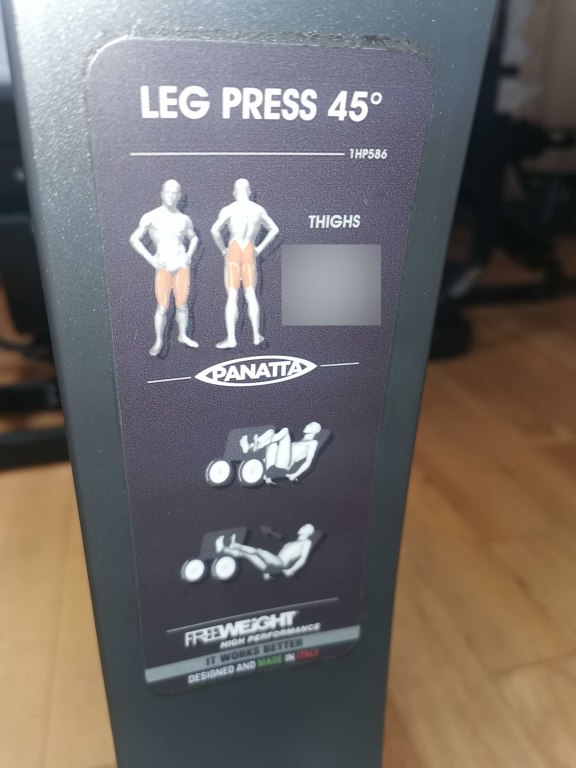 LEG PRESS 45°
1HP586
THIGHS
PANATTA
FREEWEIGHT
HIGH PERFORMANCE
IT WORKS BETTER
DESIGNED AND MADE IN ITALY